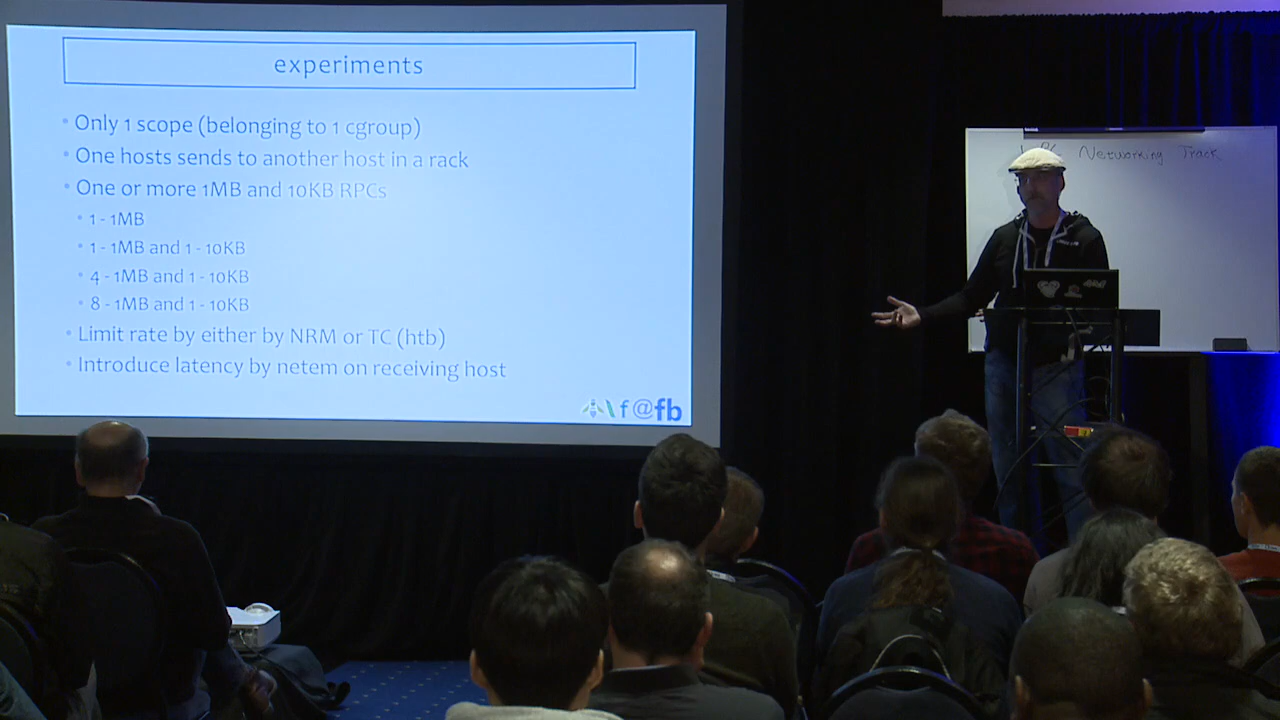 experiments
• Only 1 scope (belonging to 1 cgroup)
• One hosts sends to another host in a rack
• One or more 1MB and 10KB RPCs
• 1 - 1MB
• 1 - 1MB and 1 - 10KB
• 4 - 1MB and 1 - 10KB
• 8 - 1MB and 1 - 10KB
• Limit rate by either by NRM or TC (htb)
• Introduce latency by netem on receiving host
f@fb
Networking Track